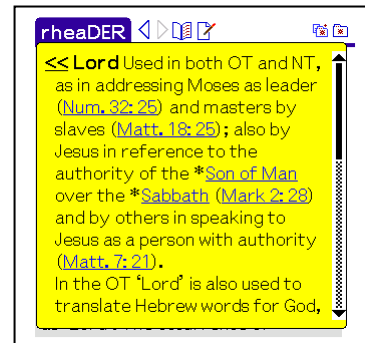 rheaDER
<< Lord Used in both OT and NT,
as in addressing Moses as leader
(Num. 32: 25) and masters by
slaves (Matt. 18: 25); also by
Jesus in reference to the
authority of the *Son of Man
over the *Sabbath (Mark 2: 28)
and by others in speaking to
Jesus as a person with authority
(Matt. 7: 21).
In the OT ‘Lord’ is also used to
translate Hebrew words for God,